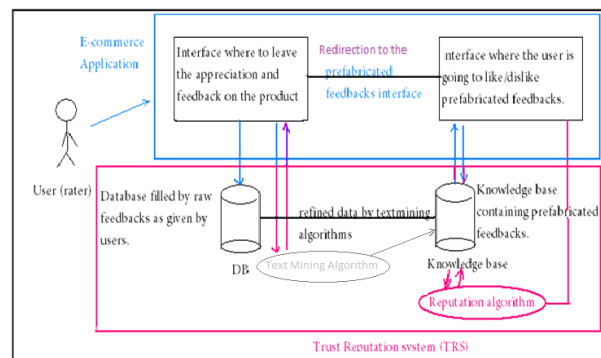 E-commerce
Application
Interface where to leave
the appreciation and
feedback on the product
Redirection to the
prefabricated
feedbacks interface
Interface where the user is
going to like/dislike
prefabricated feedbacks.
User (rater)
Database filled by raw
feedbacks as given by
users.
DB
refined data by textmining
algorithms
Text Mining Algorithm
Knowledge base
containing prefabricated
feedbacks.
Knowledge base
Reputation algorithm
Trust Reputation system (TRS)